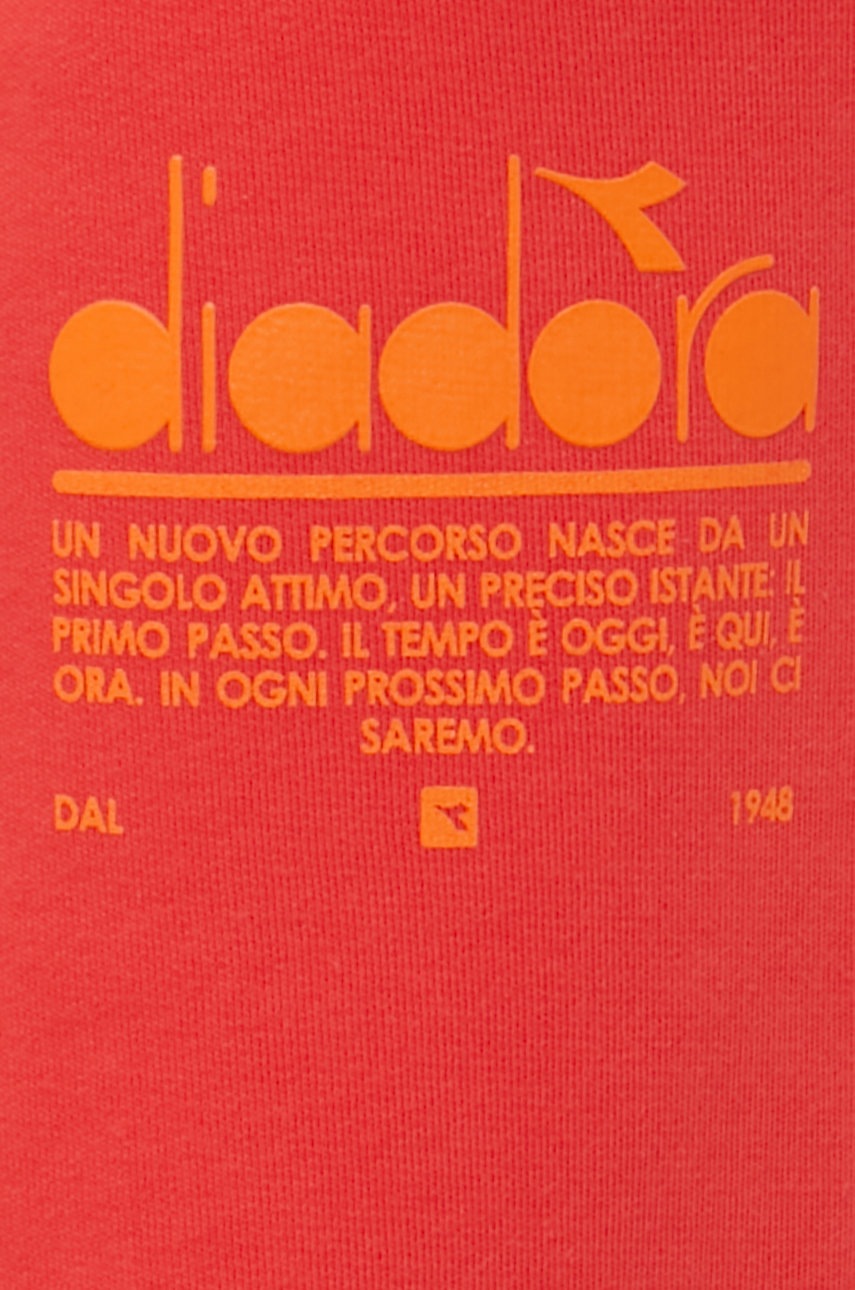 diadora
UN NUOVO PERCORSO NASCE DA UN
SINGOLO ATTIMO, UN PRECISO ISTANTE: IL
PRIMO PASSO. IL TEMPO È OGGI, È QUI, È
ORA. IN OGNI PROSSIMO PASSO, NOI CI
SAREMO.
DAL 1948